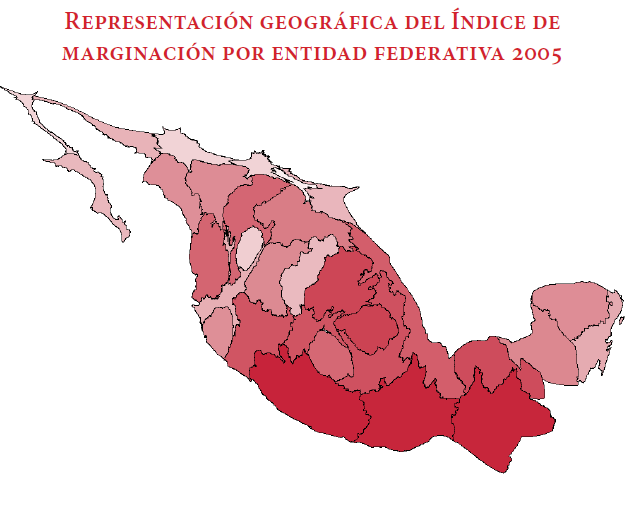 Representación geográfica del Índice de
marginación por entidad federativa 2005